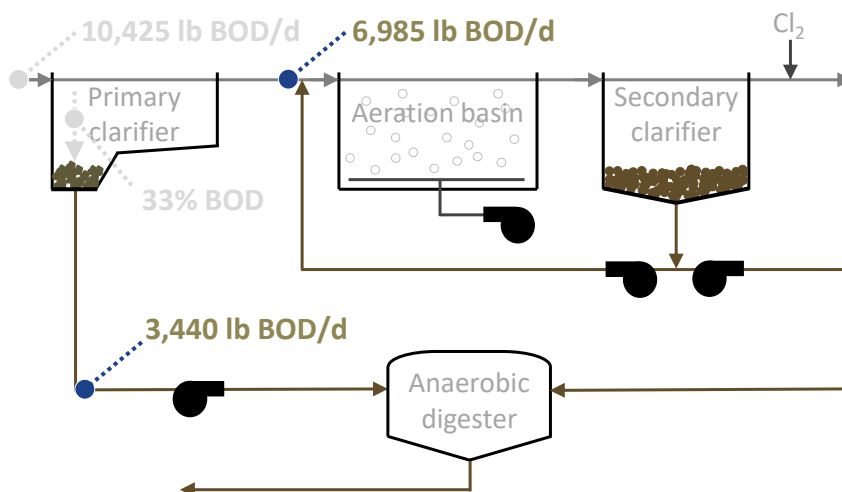 10,425 lb BOD/d
6,985 lb BOD/d
Cl₂
Primary
clarifier
Aeration basin
Secondary
clarifier
33% BOD
3,440 lb BOD/d
Anaerobic
digester